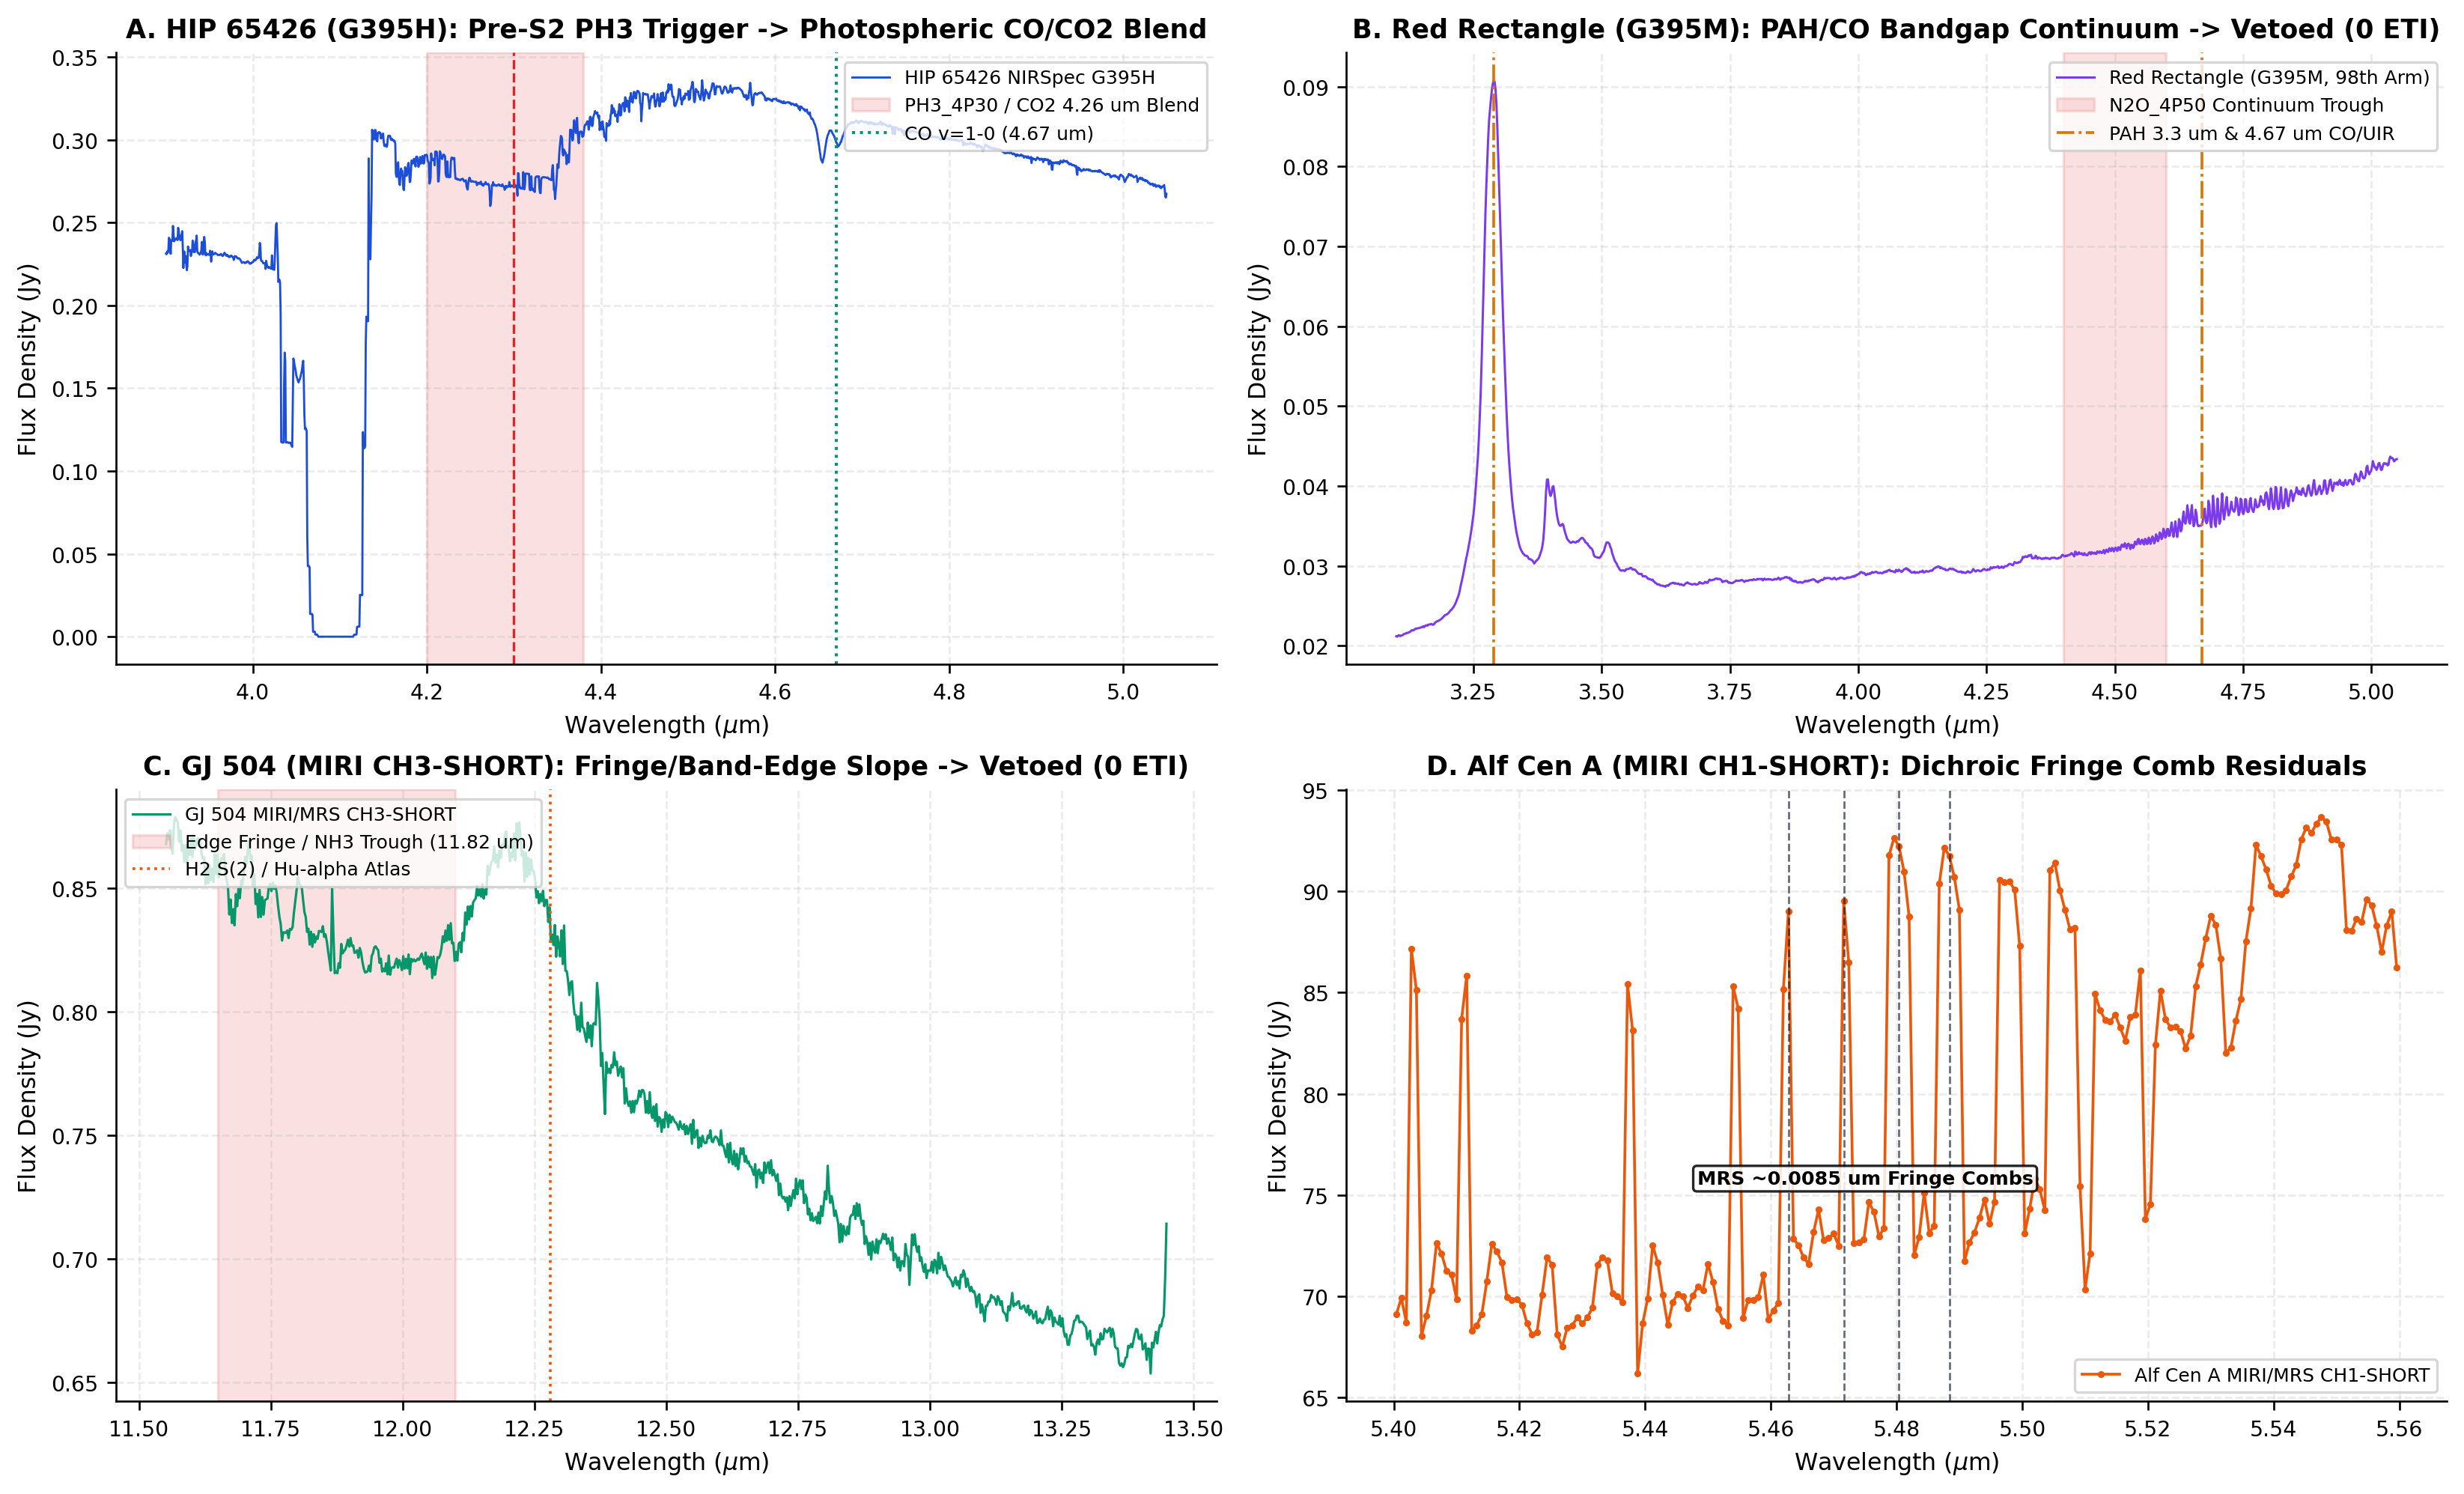 A. HIP 65426 (G395H): Pre-S2 PH3 Trigger -> Photospheric CO/CO2 Blend
Flux Density (Jy)
0.35
0.30
0.25
0.20
0.15
0.10
0.05
0.00
HIP 65426 NIRSpec G395H
PH3_4P30 / CO2 4.26 um Blend
CO v=1-0 (4.67 um)
4.0 4.2 4.4 4.6 4.8 5.0
Wavelength (μm)
B. Red Rectangle (G395M): PAH/CO Bandgap Continuum -> Vetoed (0 ETI)
Flux Density (Jy)
0.09
0.08
0.07
0.06
0.05
0.04
0.03
0.02
Red Rectangle (G395M, 98th Arm)
N2O_4P50 Continuum Trough
PAH 3.3 um & 4.67 um CO/UIR
3.25 3.50 3.75 4.00 4.25 4.50 4.75 5.00
Wavelength (μm)
C. GJ 504 (MIRI CH3-SHORT): Fringe/Band-Edge Slope -> Vetoed (0 ETI)
Flux Density (Jy)
0.85
0.80
0.75
0.70
0.65
GJ 504 MIRI/MRS CH3-SHORT
Edge Fringe / NH3 Trough (11.82 um)
H2 S(2) / Hu-alpha Atlas
11.50 11.75 12.00 12.25 12.50 12.75 13.00 13.25 13.50
Wavelength (μm)
D. Alf Cen A (MIRI CH1-SHORT): Dichroic Fringe Comb Residuals
Flux Density (Jy)
95
90
85
80
75
70
65
MRS ~0.0085 um Fringe Combs
Alf Cen A MIRI/MRS CH1-SHORT
5.40 5.42 5.44 5.46 5.48 5.50 5.52 5.54 5.56
Wavelength (μm)